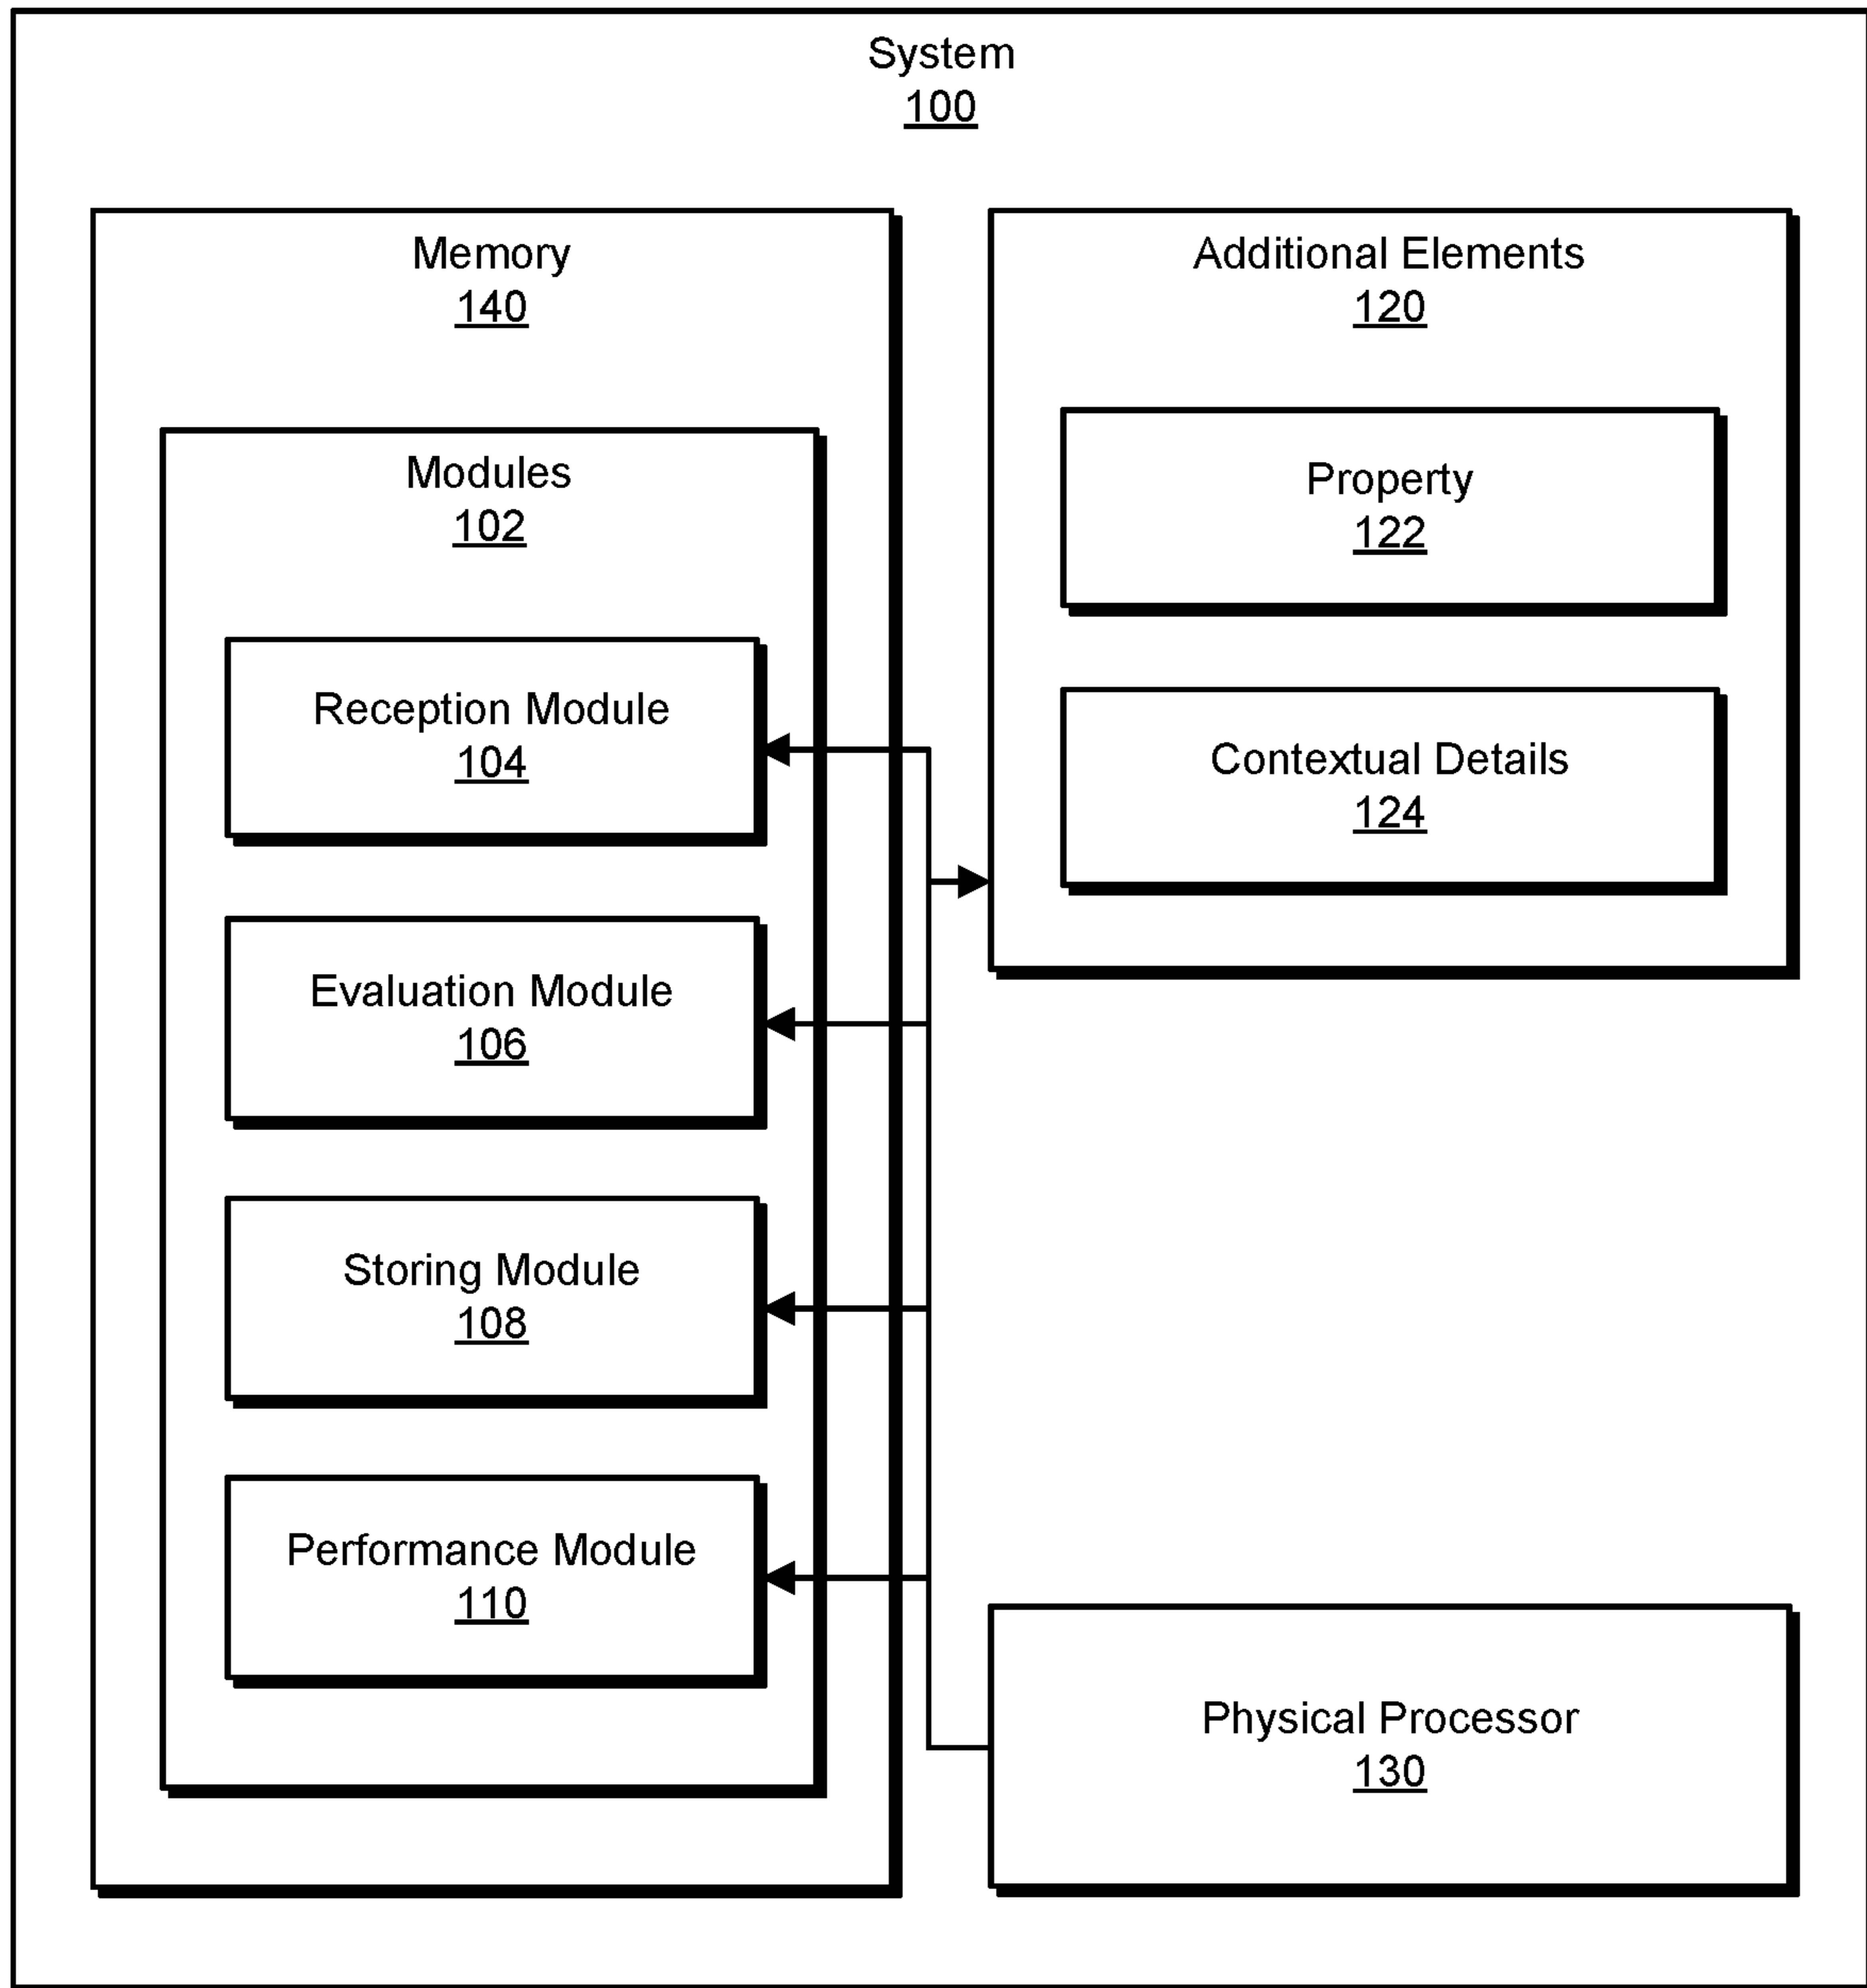 System
100
Memory
140
Modules
102
Reception Module
104
Evaluation Module
106
Storing Module
108
Performance Module
110
Additional Elements
120
Property
122
Contextual Details
124
Physical Processor
130